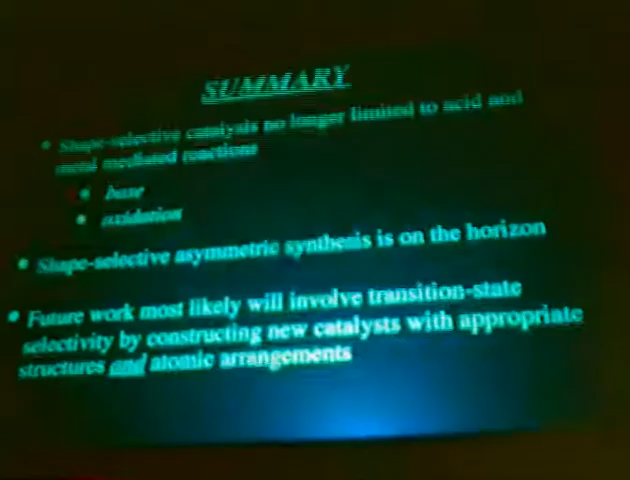 SUMMARY
• Shape-selective catalysis no longer limited to acid and
metal mediated reactions
• base
• oxidation
• Shape-selective asymmetric synthesis is on the horizon
• Future work most likely will involve transition-state
selectivity by constructing new catalysts with appropriate
structures and atomic arrangements